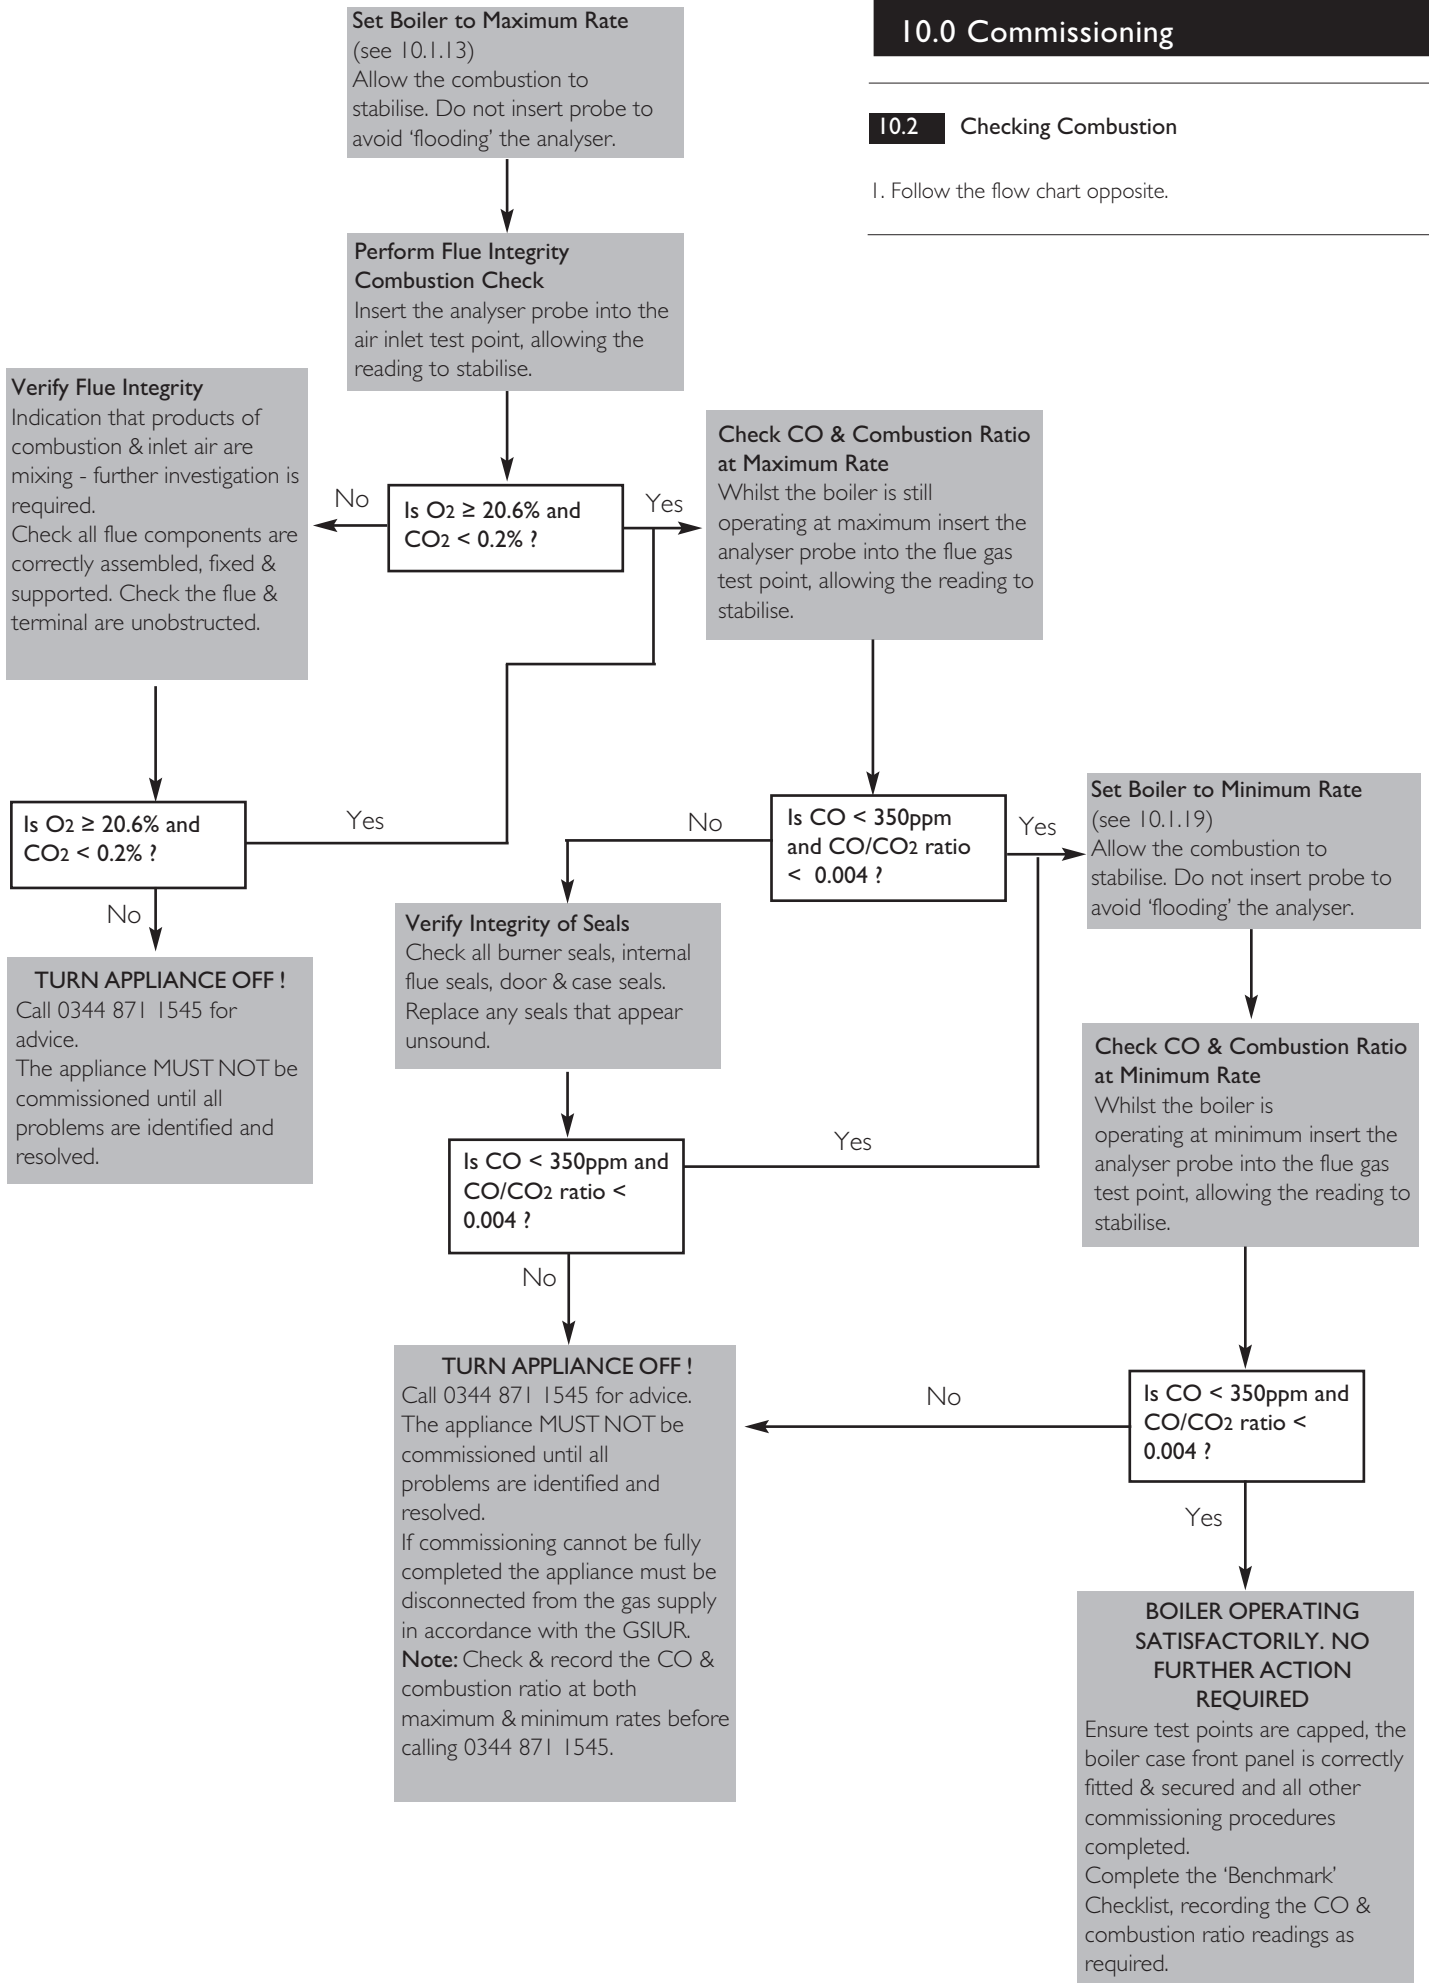 10.0 Commissioning
10.2 Checking Combustion
1. Follow the flow chart opposite.
Set Boiler to Maximum Rate
(see 10.1.13)
Allow the combustion to
stabilise. Do not insert probe to
avoid ‘flooding’ the analyser.
Perform Flue Integrity
Combustion Check
Insert the analyser probe into the
air inlet test point, allowing the
reading to stabilise.
Is O2 ≥ 20.6% and
CO2 < 0.2% ?
No
Yes
Verify Flue Integrity
Indication that products of
combustion & inlet air are
mixing - further investigation is
required.
Check all flue components are
correctly assembled, fixed &
supported. Check the flue &
terminal are unobstructed.
Is O2 ≥ 20.6% and
CO2 < 0.2% ?
Yes
No
TURN APPLIANCE OFF !
Call 0344 871 1545 for
advice.
The appliance MUST NOT be
commissioned until all
problems are identified and
resolved.
Check CO & Combustion Ratio
at Maximum Rate
Whilst the boiler is still
operating at maximum insert the
analyser probe into the flue gas
test point, allowing the reading to
stabilise.
Is CO < 350ppm
and CO/CO2 ratio
< 0.004 ?
No
Yes
Verify Integrity of Seals
Check all burner seals, internal
flue seals, door & case seals.
Replace any seals that appear
unsound.
Is CO < 350ppm and
CO/CO2 ratio <
0.004 ?
Yes
No
TURN APPLIANCE OFF !
Call 0344 871 1545 for advice.
The appliance MUST NOT be
commissioned until all
problems are identified and
resolved.
If commissioning cannot be fully
completed the appliance must be
disconnected from the gas supply
in accordance with the GSIUR.
Note: Check & record the CO &
combustion ratio at both
maximum & minimum rates before
calling 0344 871 1545.
Set Boiler to Minimum Rate
(see 10.1.19)
Allow the combustion to
stabilise. Do not insert probe to
avoid ‘flooding’ the analyser.
Check CO & Combustion Ratio
at Minimum Rate
Whilst the boiler is
operating at minimum insert the
analyser probe into the flue gas
test point, allowing the reading to
stabilise.
Is CO < 350ppm and
CO/CO2 ratio <
0.004 ?
No
Yes
BOILER OPERATING
SATISFACTORILY. NO
FURTHER ACTION
REQUIRED
Ensure test points are capped, the
boiler case front panel is correctly
fitted & secured and all other
commissioning procedures
completed.
Complete the ‘Benchmark’
Checklist, recording the CO &
combustion ratio readings as
required.